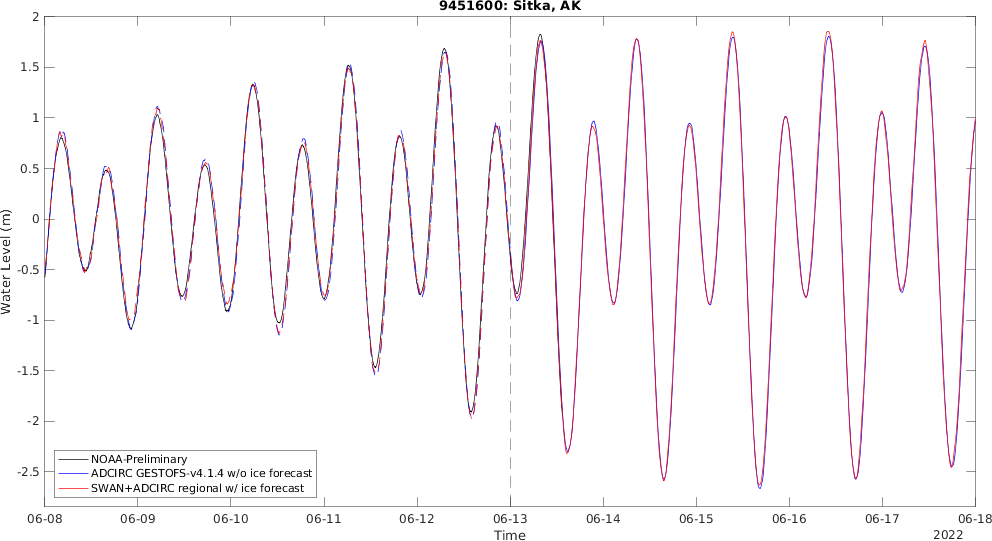 9451600: Sitka, AK
2
1.5
1
0.5
0
-0.5
-1
-1.5
-2
-2.5
Water Level (m)
NOAA-Preliminary
ADCIRC GESTOFS-v4.1.4 w/o ice forecast
SWAN+ADCIRC regional w/ ice forecast
06-08 06-09 06-10 06-11 06-12 06-13 06-14 06-15 06-16 06-17 06-18
Time
2022